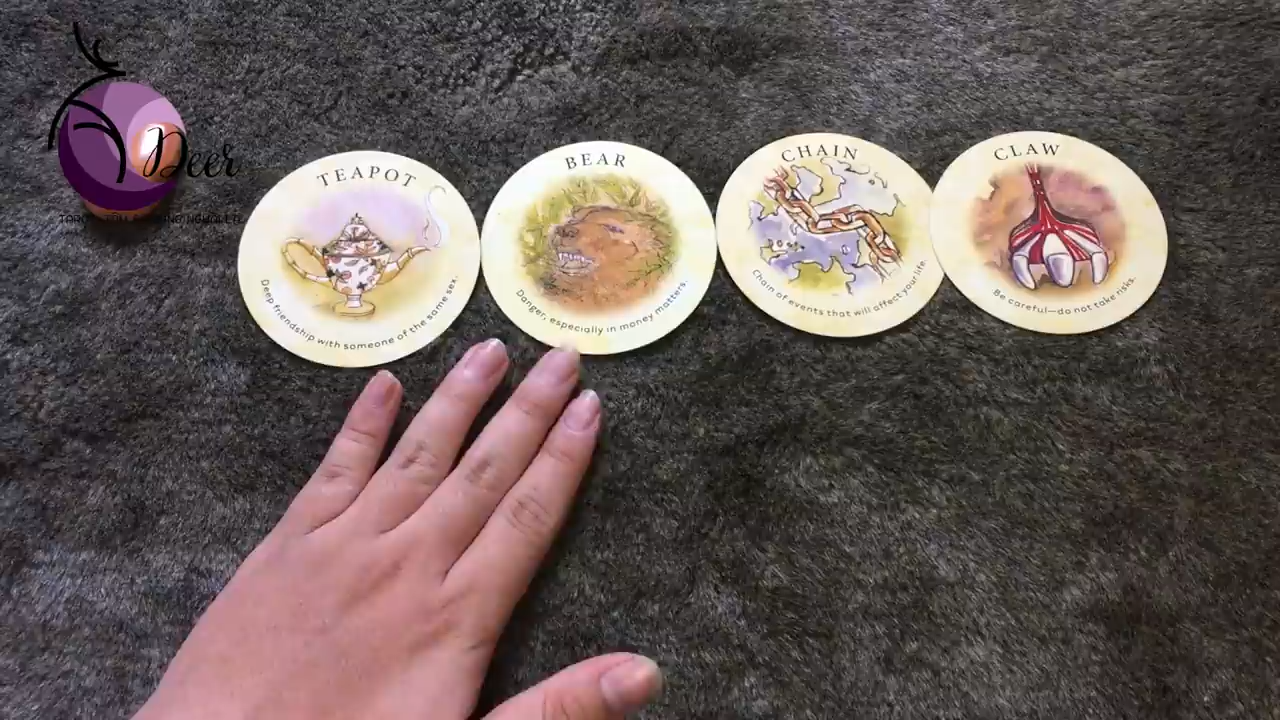 Deer
TEAPOT
Deep friendship with someone of the same sex.
BEAR
Danger, especially in money matters.
CHAIN
Chain of events that will affect your life.
CLAW
Be careful—do not take risks.